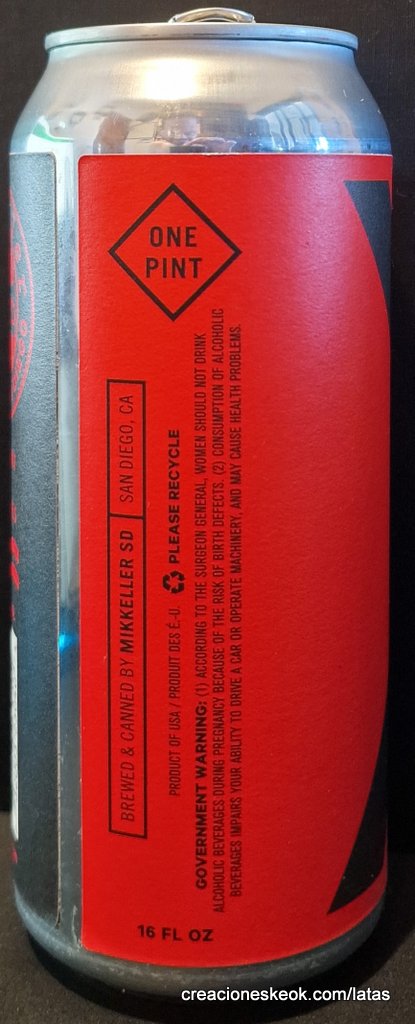 ONE
PINT
BREWED & CANNED BY MIKKELLER SD
SAN DIEGO, CA
PRODUCT OF USA / PRODUIT DES É.-U.
PLEASE RECYCLE
GOVERNMENT WARNING: (1) ACCORDING TO THE SURGEON GENERAL, WOMEN SHOULD NOT DRINK
ALCOHOLIC BEVERAGES DURING PREGNANCY BECAUSE OF THE RISK OF BIRTH DEFECTS. (2) CONSUMPTION OF ALCOHOLIC
BEVERAGES IMPAIRS YOUR ABILITY TO DRIVE A CAR OR OPERATE MACHINERY, AND MAY CAUSE HEALTH PROBLEMS.
16 FL OZ
creacioneskeok.com/latas